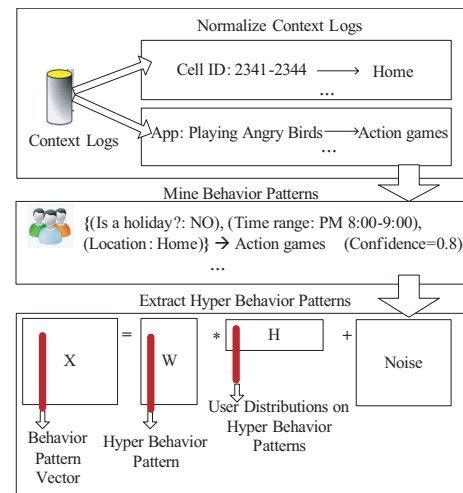 Normalize Context Logs
Cell ID: 2341-2344 → Home
...
Context Logs
App: Playing Angry Birds → Action games
...
Mine Behavior Patterns
{(Is a holiday?: NO), (Time range: PM 8:00-9:00),
(Location: Home)} → Action games (Confidence=0.8)
...
Extract Hyper Behavior Patterns
X = W * H + Noise
Behavior
Pattern
Vector
Hyper Behavior
Pattern
User Distributions on
Hyper Behavior
Patterns